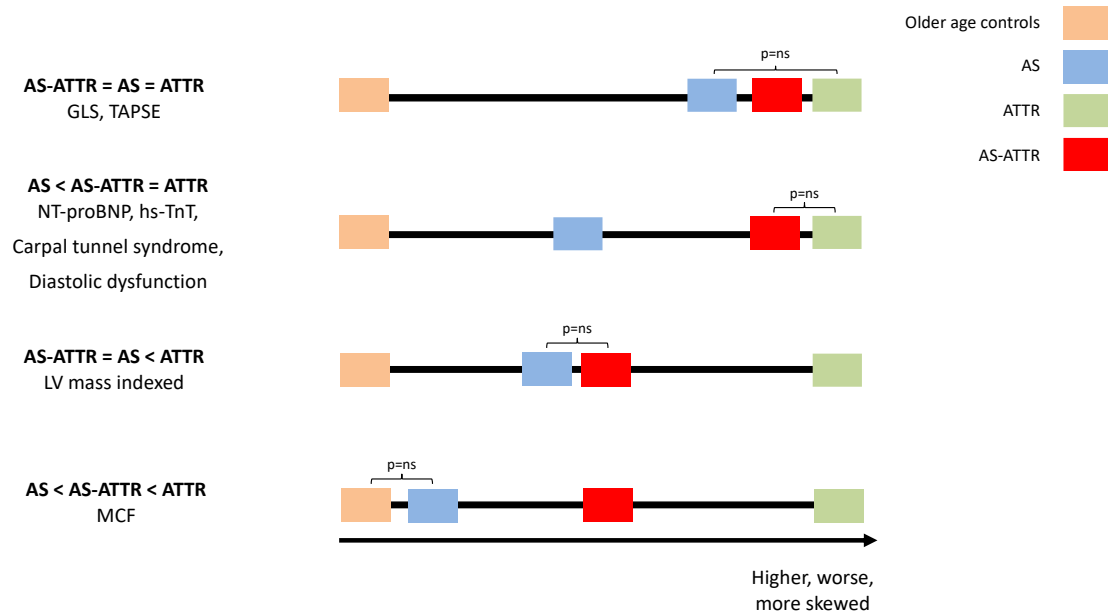 Older age controls
AS
ATTR
AS-ATTR
p=ns
AS-ATTR = AS = ATTR
GLS, TAPSE
AS < AS-ATTR = ATTR
NT-proBNP, hs-TnT,
Carpal tunnel syndrome,
Diastolic dysfunction
p=ns
p=ns
AS-ATTR = AS < ATTR
LV mass indexed
p=ns
AS < AS-ATTR < ATTR
MCF
Higher, worse,
more skewed